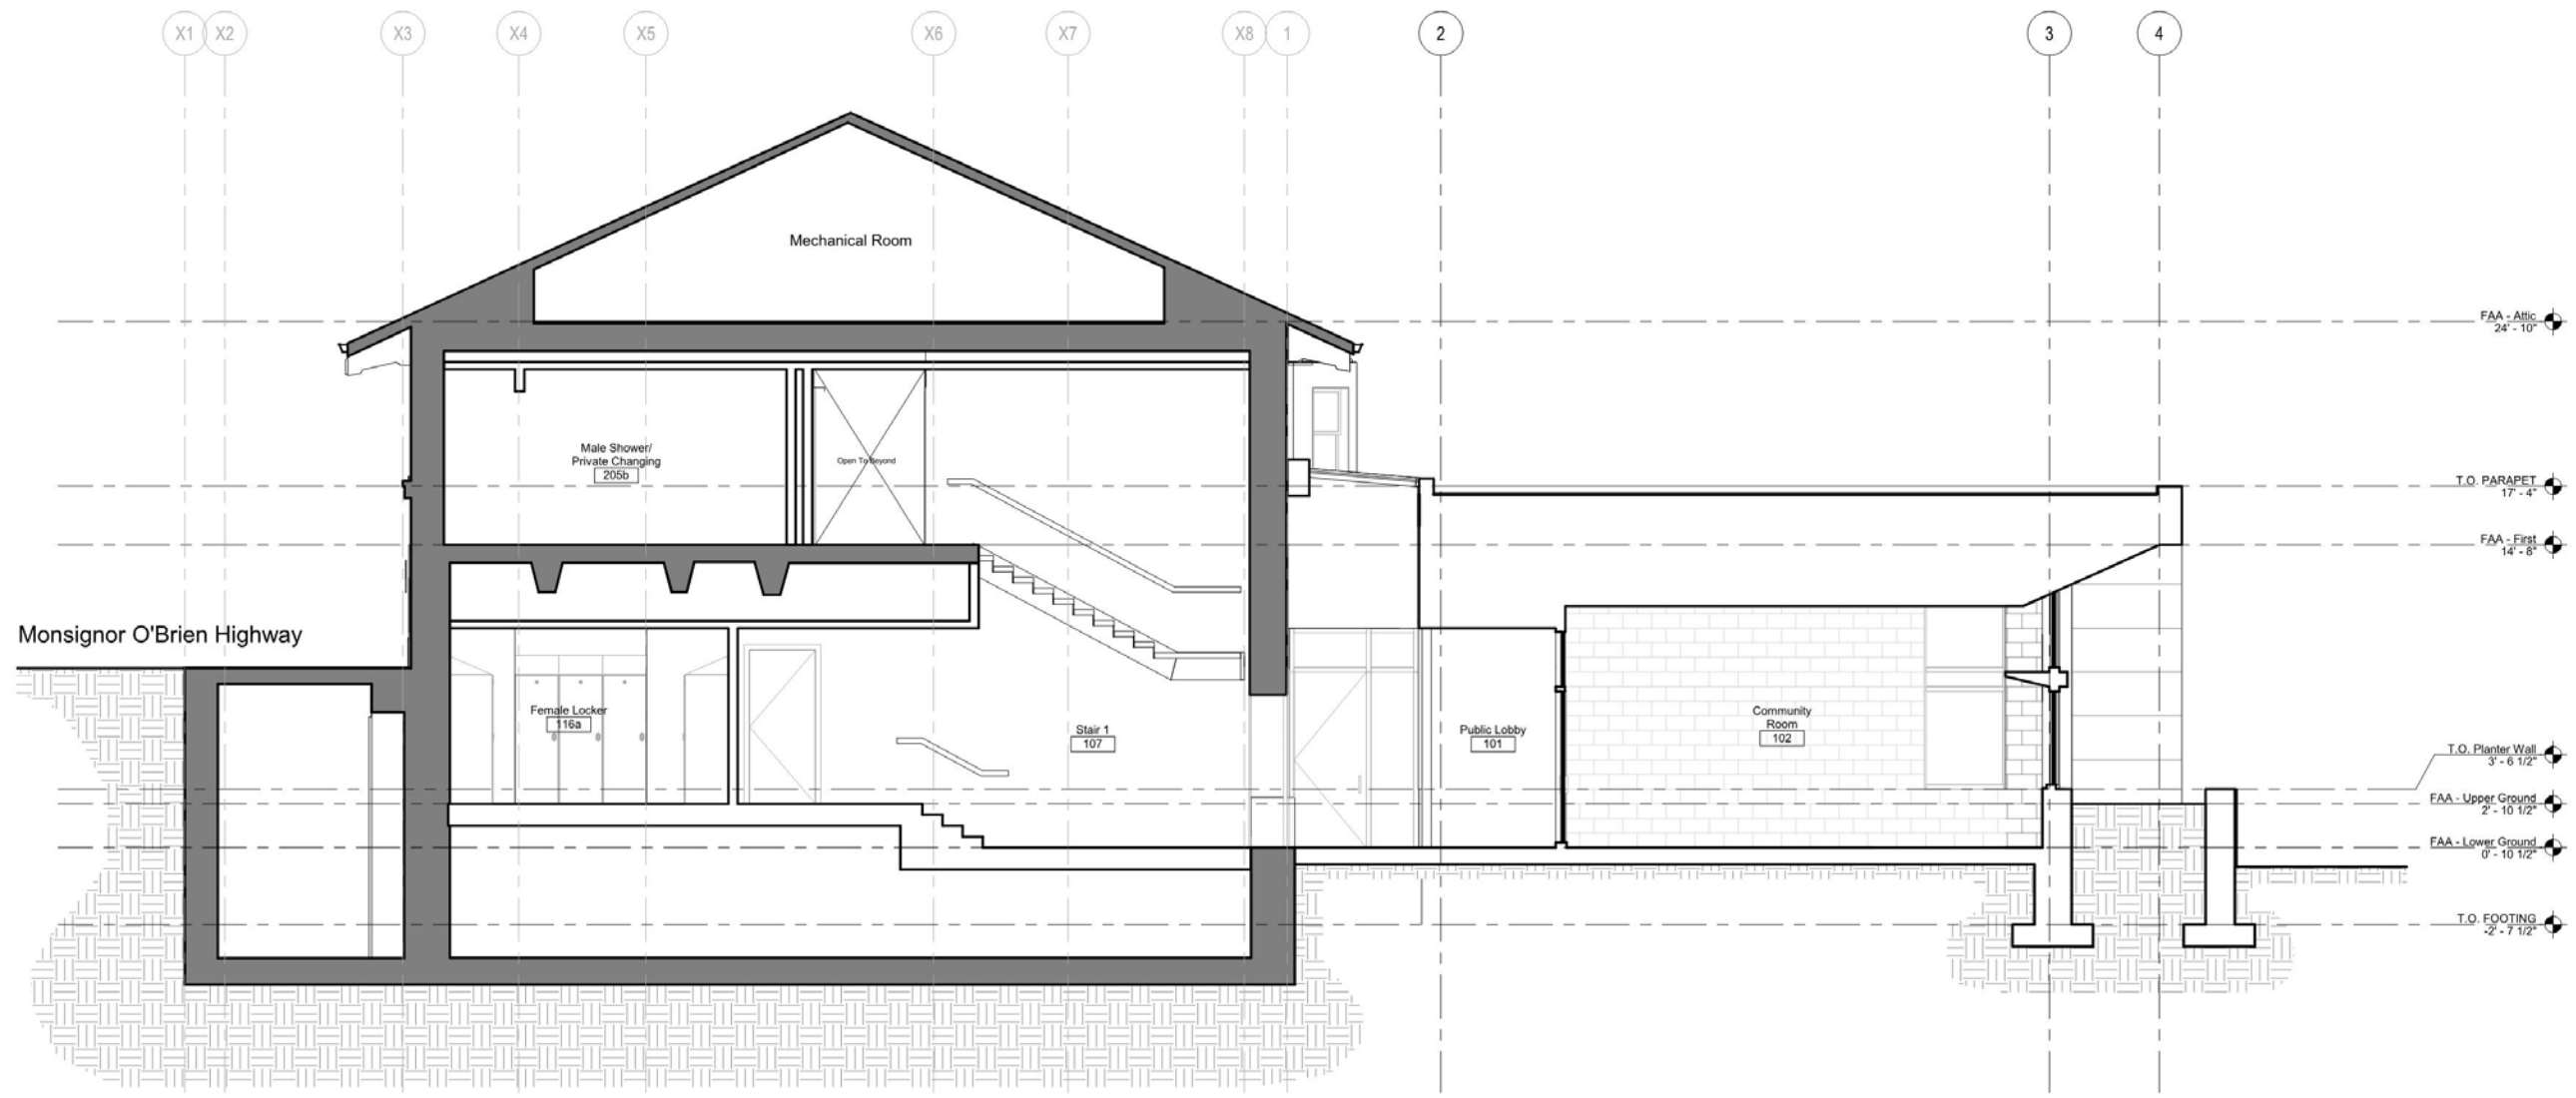 X1
X2
X3
X4
X5
X6
X7
X8
1
2
3
4
Mechanical Room
FAA - Attic
24' - 10"
Male Shower/
Private Changing
205b
Open To Beyond
T.O. PARAPET
17' - 4"
FAA - First
14' - 8"
Monsignor O'Brien Highway
Female Locker
116a
Stair 1
107
Public Lobby
101
Community
Room
102
T.O. Planter Wall
3' - 6 1/2"
FAA - Upper Ground
2' - 10 1/2"
FAA - Lower Ground
0' - 10 1/2"
T.O. FOOTING
-2' - 7 1/2"